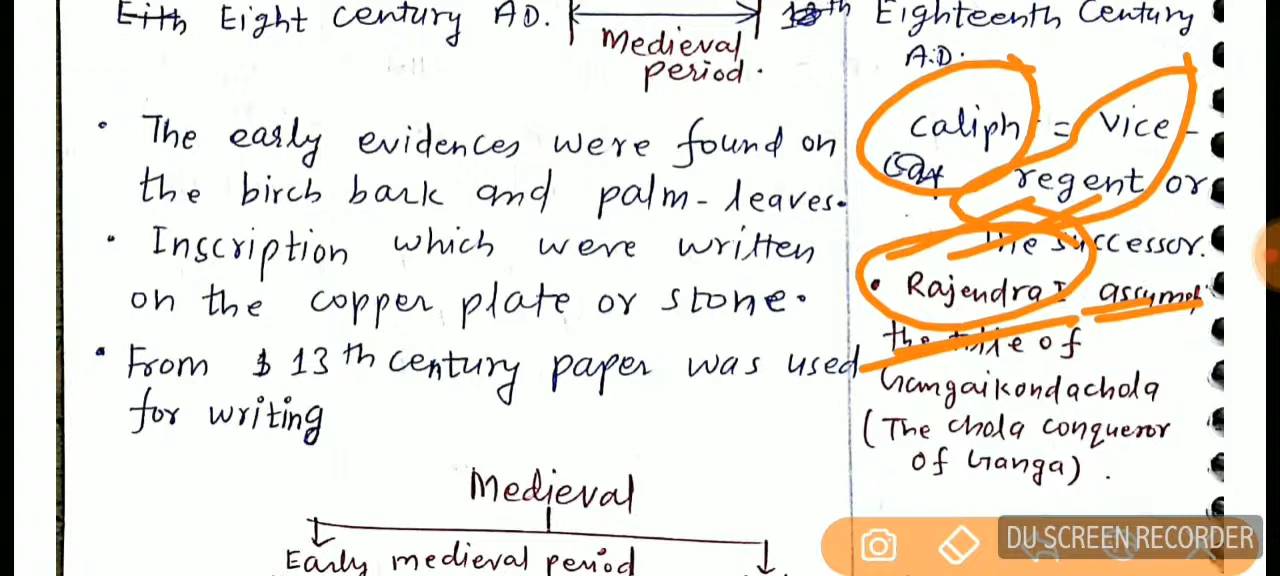 Eight Century AD.
Medieval
period.
Eighteenth Century
A.D.
The early evidences were found on
the birch bark and palm-leaves.
• Inscription which were written
on the copper plate or stone.
• From 13th century paper was used
for writing
Medieval
Early medieval period
Caliph = Vice-
regent or
the successor.
• Rajendra I assumed
the title of
Gangaikondachola
(The chola conqueror
of Ganga).
DU SCREEN RECORDER